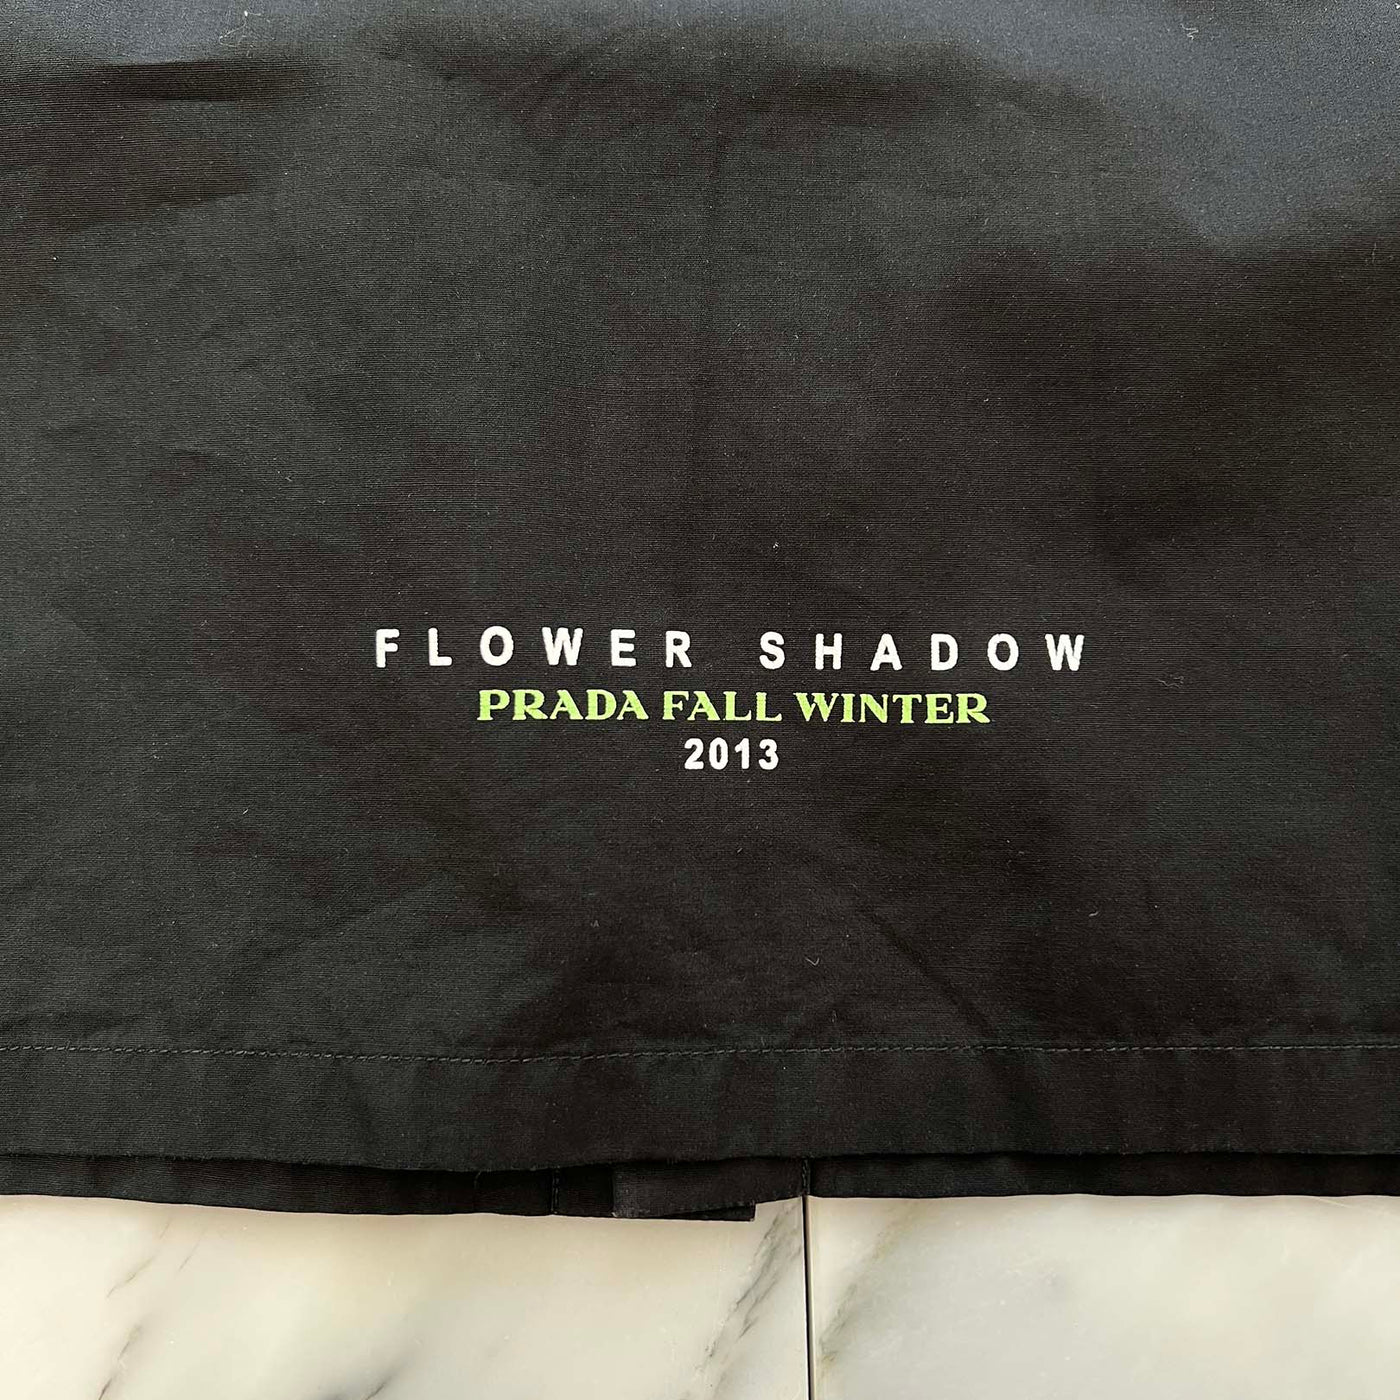 FLOWER SHADOW
PRADA FALL WINTER
2013